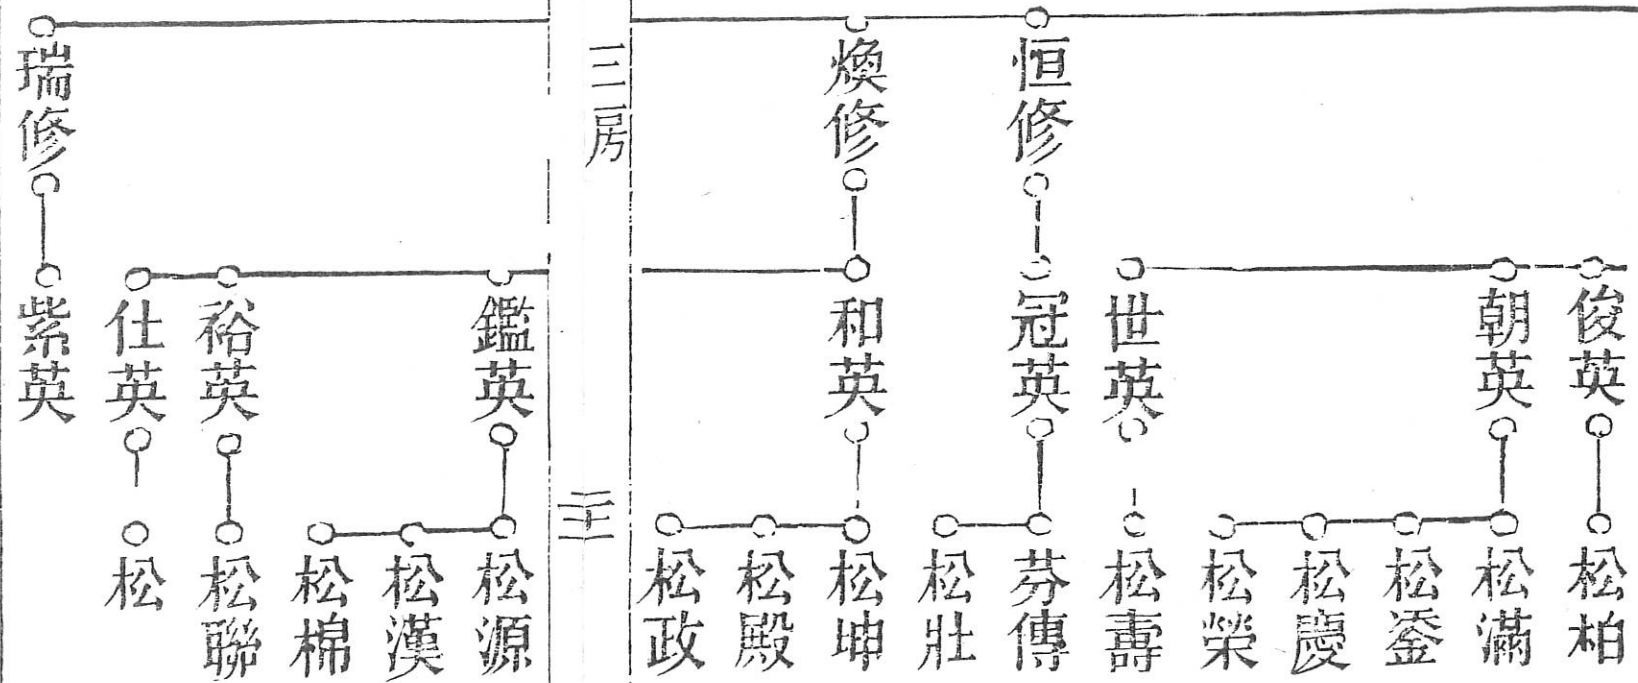 恒修
煥修
三房
瑞修
俊英
朝英
世英
冠英
和英
鑑英
裕英
仕英
紫英
松柏
松滿
松崟
松慶
松榮
松壽
芬傳
松壯
松坤
松殿
松政
松源
松漢
松棉
松聯
松